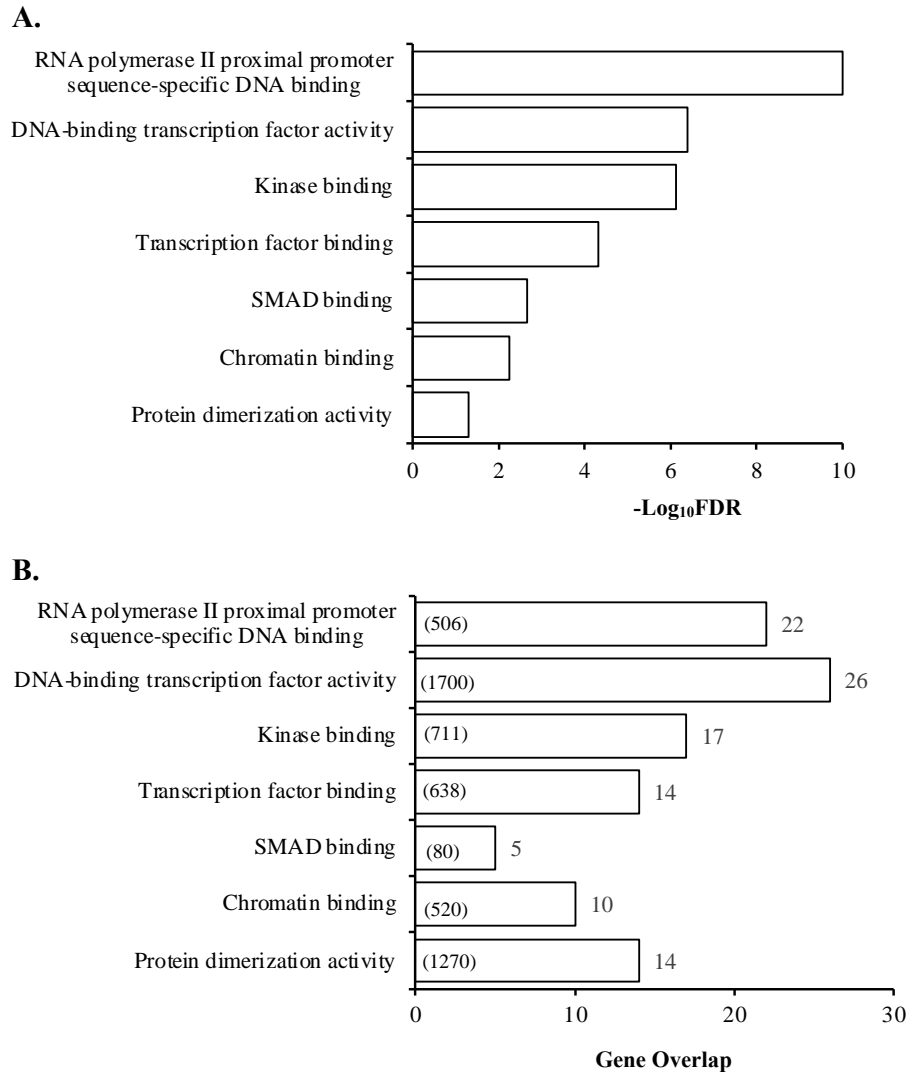 A.
RNA polymerase II proximal promoter
sequence-specific DNA binding
DNA-binding transcription factor activity
Kinase binding
Transcription factor binding
SMAD binding
Chromatin binding
Protein dimerization activity
0 2 4 6 8 10
-Log₁₀FDR
B.
RNA polymerase II proximal promoter
sequence-specific DNA binding
(506) 22
DNA-binding transcription factor activity (1700) 26
Kinase binding (711) 17
Transcription factor binding (638) 14
SMAD binding (80) 5
Chromatin binding (520) 10
Protein dimerization activity (1270) 14
0 10 20 30
Gene Overlap